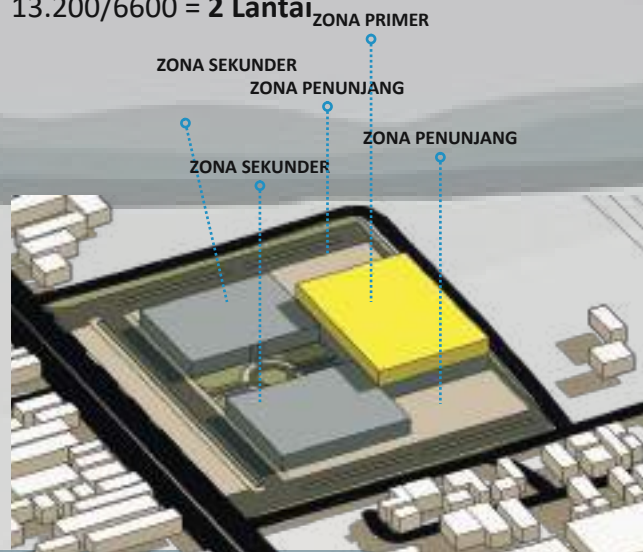 13.200/6600 = 2 Lantai
ZONA PRIMER
ZONA SEKUNDER
ZONA PENUNJANG
ZONA PENUNJANG
ZONA SEKUNDER